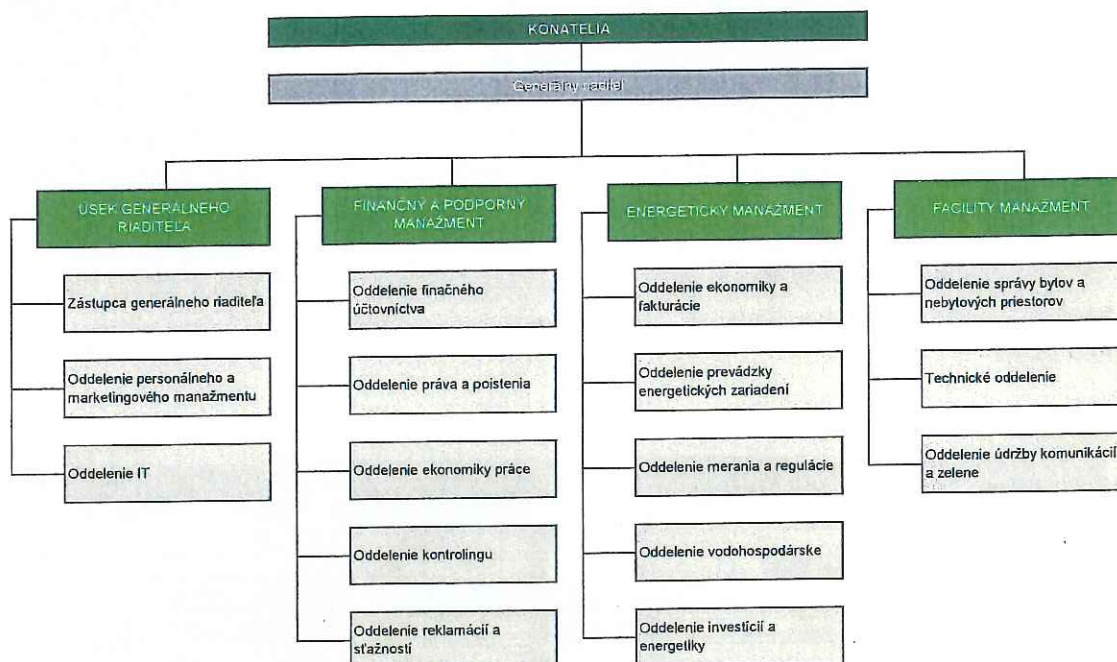 KONATELIA
Generálny riaditeľ
ÚSEK GENERÁLNEHO
RIADITEĽA
Zástupca generálneho riaditeľa
Oddelenie personálneho a
marketingového manažmentu
Oddelenie IT
FINANČNÝ A PODPORNÝ
MANAŽMENT
Oddelenie finačného
účtovníctva
Oddelenie práva a poistenia
Oddelenie ekonomiky práce
Oddelenie kontrolingu
Oddelenie reklamácií a
sťažností
ENERGETICKÝ MANAŽMENT
Oddelenie ekonomiky a
fakturácie
Oddelenie prevádzky
energetických zariadení
Oddelenie merania a regulácie
Oddelenie vodohospodárske
Oddelenie investícií a
energetiky
FACILITY MANAŽMENT
Oddelenie správy bytov a
nebytových priestorov
Technické oddelenie
Oddelenie údržby komunikácií
a zelene